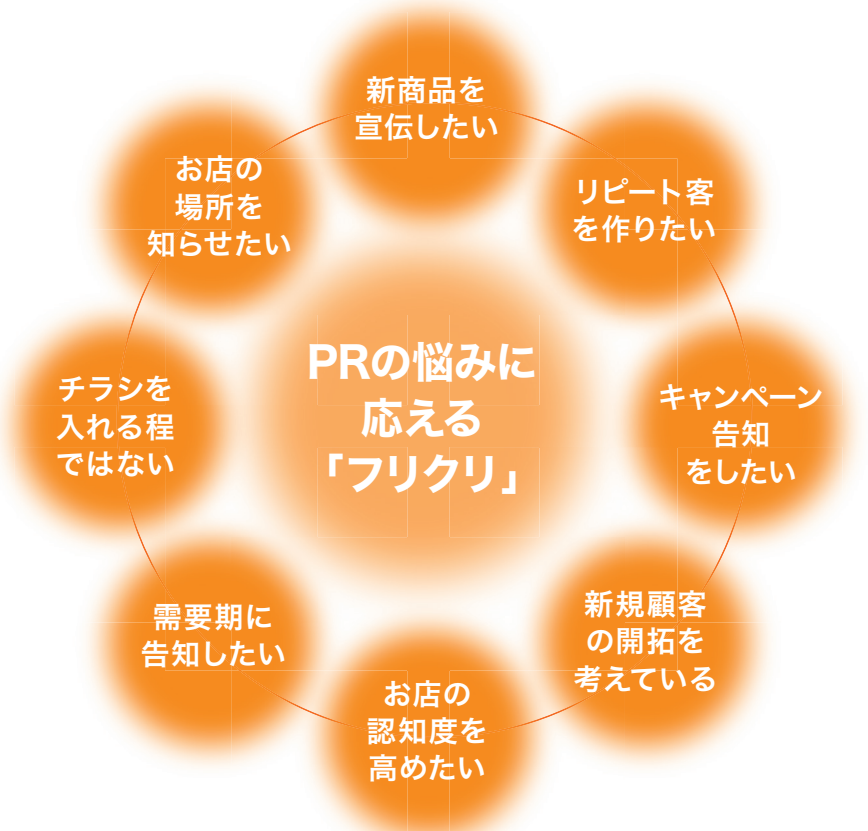 新商品を
宣伝したい
リピート客
を作りたい
キャンペーン
告知
をしたい
新規顧客
の開拓を
考えている
お店の
認知度を
高めたい
需要期に
告知したい
チラシを
入れる程
ではない
お店の
場所を
知らせたい
PRの悩みに
応える
「フリクリ」